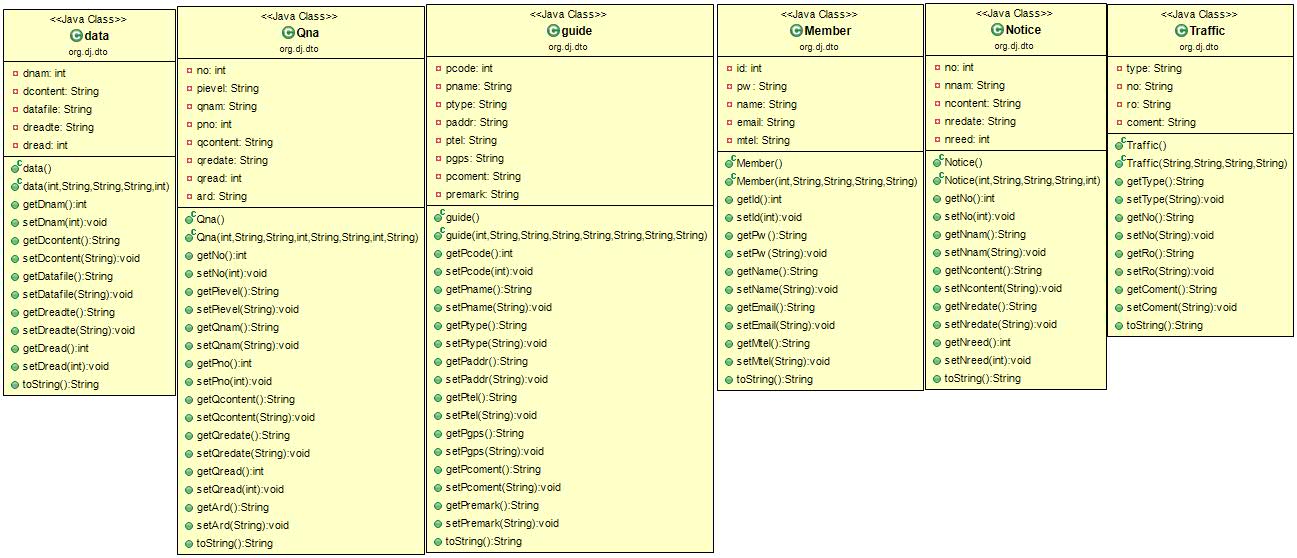 <<Java Class>>
data
org.dj.dto
dnam: int
dcontent: String
datafile: String
dreadte: String
dread: int
data()
data(int,String,String,String,int)
getDnam():int
setDnam(int):void
getDcontent():String
setDcontent(String):void
getDatafile():String
setDatafile(String):void
getDreadte():String
setDreadte(String):void
getDread():int
setDread(int):void
toString():String
<<Java Class>>
Qna
org.dj.dto
no: int
plevel: String
qnam: String
pno: int
qcontent: String
qredate: String
qread: int
ard: String
Qna()
Qna(int,String,String,int,String,String,int,String)
getNo():int
setNo(int):void
getPlevel():String
setPlevel(String):void
getQnam():String
setQnam(String):void
getPno():int
setPno(int):void
getQcontent():String
setQcontent(String):void
getQredate():String
setQredate(String):void
getQread():int
setQread(int):void
getArd():String
setArd(String):void
toString():String
<<Java Class>>
guide
org.dj.dto
pcode: int
pname: String
ptype: String
paddr: String
ptel: String
pgps: String
pcoment: String
premark: String
guide()
guide(int,String,String,String,String,String,String,String)
getPcode():int
setPcode(int):void
getPname():String
setPname(String):void
getPtype():String
setPtype(String):void
getPaddr():String
setPaddr(String):void
getPtel():String
setPtel(String):void
getPgps():String
setPgps(String):void
getPcoment():String
setPcoment(String):void
getPremark():String
setPremark(String):void
toString():String
<<Java Class>>
Member
org.dj.dto
id: int
pw: String
name: String
email: String
mtel: String
Member()
Member(int,String,String,String,String)
getId():int
setId(int):void
getPw():String
setPw(String):void
getName():String
setName(String):void
getEmail():String
setEmail(String):void
getMtel():String
setMtel(String):void
toString():String
<<Java Class>>
Notice
org.dj.dto
no: int
nnam: String
ncontent: String
nredate: String
nreed: int
Notice()
Notice(int,String,String,String,int)
getNo():int
setNo(int):void
getNnam():String
setNnam(String):void
getNcontent():String
setNcontent(String):void
getNredate():String
setNredate(String):void
getNreed():int
setNreed(int):void
toString():String
<<Java Class>>
Traffic
org.dj.dto
type: String
no: String
ro: String
coment: String
Traffic()
Traffic(String,String,String,String)
getType():String
setType(String):void
getNo():String
setNo(String):void
getRo():String
setRo(String):void
getComent():String
setComent(String):void
toString():String